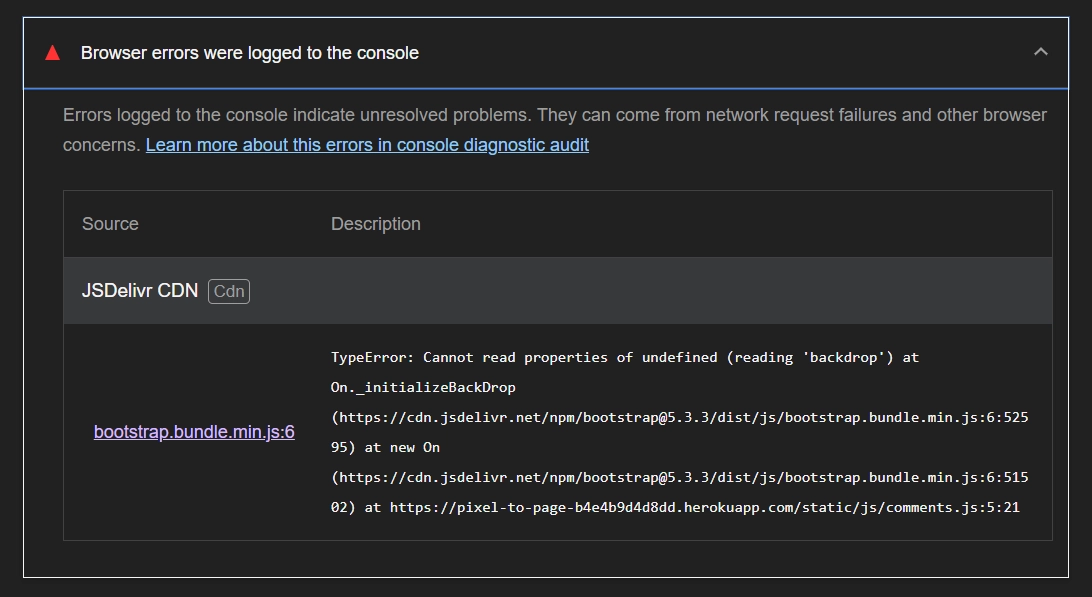 Browser errors were logged to the console
Errors logged to the console indicate unresolved problems. They can come from network request failures and other browser
concerns. Learn more about this errors in console diagnostic audit
Source Description
JSDelivr CDN Cdn
TypeError: Cannot read properties of undefined (reading 'backdrop') at
On._initializeBackDrop
(https://cdn.jsdelivr.net/npm/bootstrap@5.3.3/dist/js/bootstrap.bundle.min.js:6:525
bootstrap.bundle.min.js:6
95) at new On
(https://cdn.jsdelivr.net/npm/bootstrap@5.3.3/dist/js/bootstrap.bundle.min.js:6:515
02) at https://pixel-to-page-b4e4b9d4d8dd.herokuapp.com/static/js/comments.js:5:21